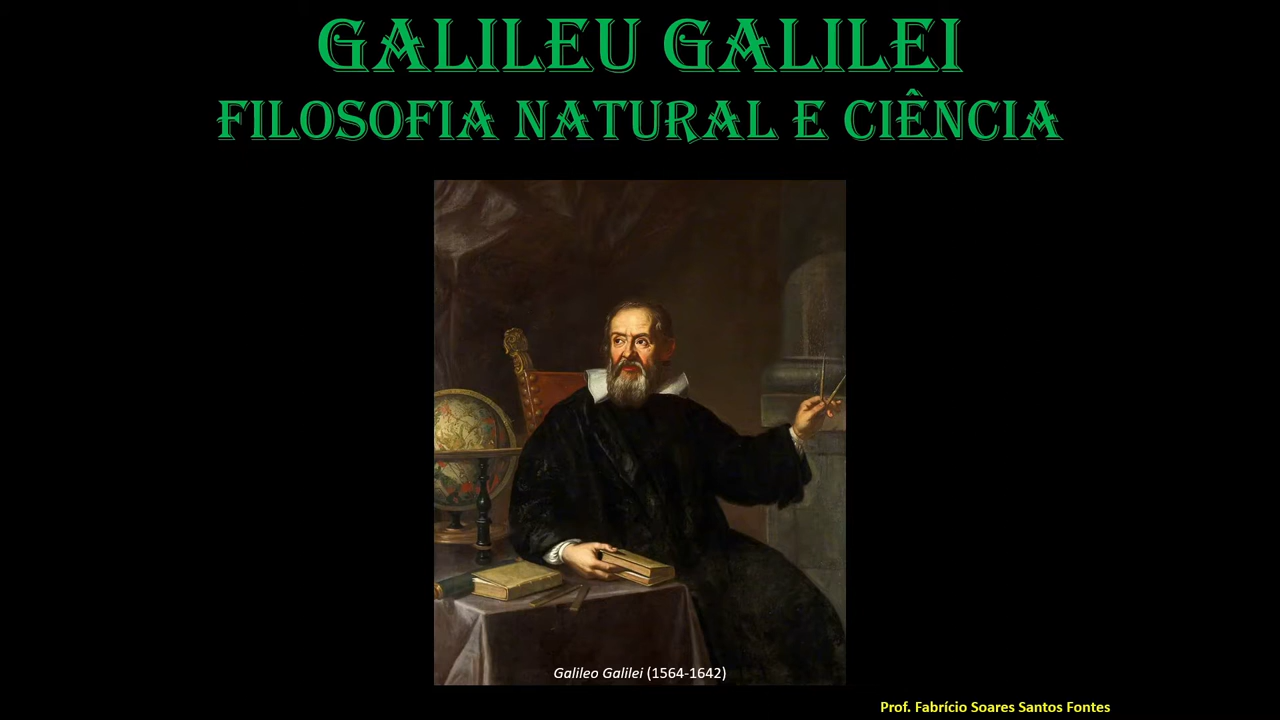 GALILEU GALILEI
FILOSOFIA NATURAL E CIÊNCIA
Galileo Galilei (1564-1642)
Prof. Fabrício Soares Santos Fontes